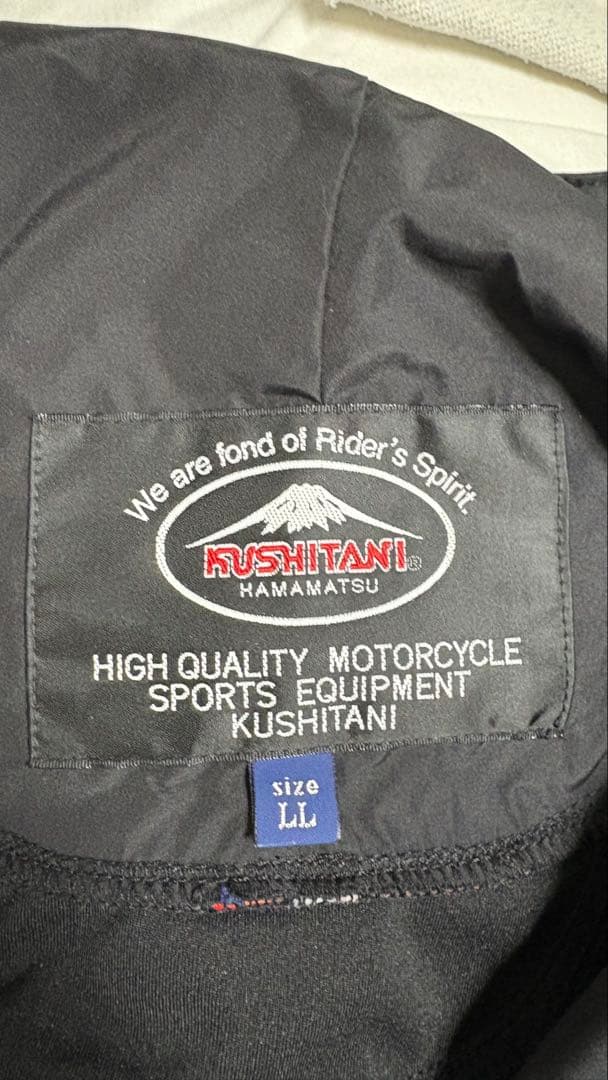 We are fond of Rider's Spirit.
KUSHITANI®
HAMAMATSU
HIGH QUALITY MOTORCYCLE
SPORTS EQUIPMENT
KUSHITANI
size
LL